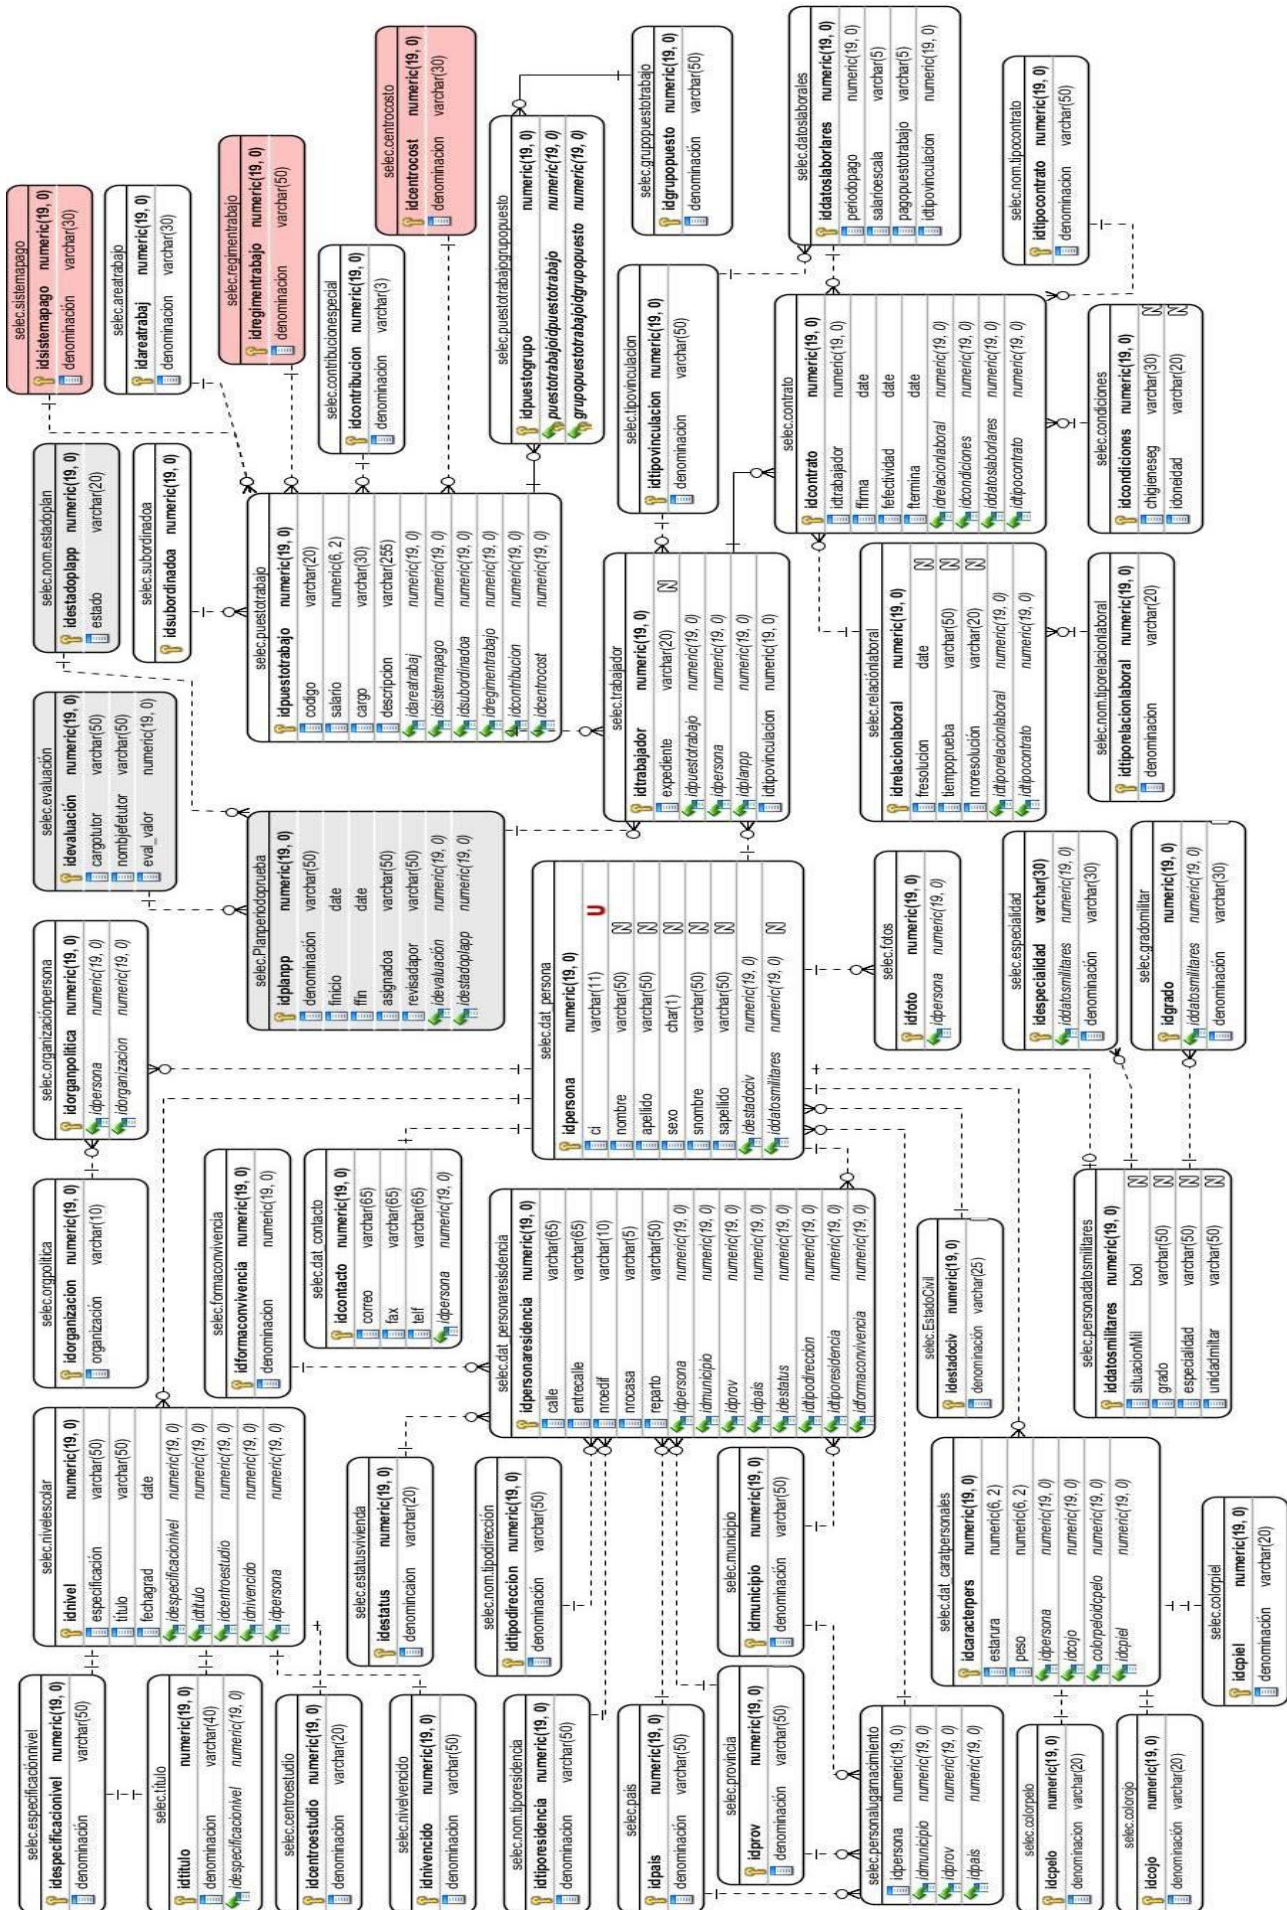 selec.especificaciónnivel
idespecificacionivel numeric(19, 0)
denominación varchar(50)
selec.título
idtitulo numeric(19, 0)
denominacion varchar(40)
idespecificacionivel numeric(19, 0)
selec.centroestudio
idcentroestudio numeric(19, 0)
denominacion varchar(20)
selec.nivelvencido
idnivencido numeric(19, 0)
denominación varchar(50)
selec.nom.tiporesidencia
idtiporesidencia numeric(19, 0)
denominación varchar(50)
selec.pais
idpais numeric(19, 0)
denominación varchar(50)
selec.provincia
idprov numeric(19, 0)
denominación varchar(50)
selec.personalugarnacimiento
idpersona numeric(19, 0)
idmunicipio numeric(19, 0)
idprov numeric(19, 0)
idpais numeric(19, 0)
selec.colorpelo
idcpelo numeric(19, 0)
denominacion varchar(20)
selec.colorojo
idcojo numeric(19, 0)
denominación varchar(20)
selec.colorpiel
idcpiel numeric(19, 0)
denominación varchar(20)
selec.nivelescolar
idnivel numeric(19, 0)
especificación varchar(50)
título varchar(50)
fechagrad date
idespecificacionivel numeric(19, 0)
idtitulo numeric(19, 0)
idcentroestudio numeric(19, 0)
idnivencido numeric(19, 0)
idpersona numeric(19, 0)
selec.estatusvivienda
idestatus numeric(19, 0)
denomincaion varchar(20)
selec.nom.tipodirección
idtipodireccion numeric(19, 0)
denominación varchar(50)
selec.municipio
idmunicipio numeric(19, 0)
denominación varchar(50)
selec.dat_caratpersonales
idcaracterpers numeric(19, 0)
estarura numeric(6, 2)
peso numeric(6, 2)
idpersona numeric(19, 0)
idcojo numeric(19, 0)
colorpeloidcpelo numeric(19, 0)
idcpiel numeric(19, 0)
selec.orgpolitica
idorganizacion numeric(19, 0)
organización varchar(10)
selec.formaconvivencia
idformaconvivencia numeric(19, 0)
denominacion numeric(19, 0)
selec.dat_contacto
idcontacto numeric(19, 0)
correo varchar(65)
fax varchar(65)
telf varchar(65)
idpersona numeric(19, 0)
selec.dat_personaresisdencia
idpersonaresidencia numeric(19, 0)
calle varchar(65)
entrecalle varchar(65)
nroedif varchar(10)
nrocasa varchar(5)
reparto varchar(50)
idpersona numeric(19, 0)
idmunicipio numeric(19, 0)
idprov numeric(19, 0)
idpais numeric(19, 0)
idestatus numeric(19, 0)
idtipodireccion numeric(19, 0)
idtiporesidencia numeric(19, 0)
idformaconvivencia numeric(19, 0)
selec.EstadoCivil
idestadociv numeric(19, 0)
denominación varchar(25)
selec.personadatosmilitares
iddatosmilitares numeric(19, 0)
situacionMil bool N
grado varchar(50) N
especialidad varchar(50) N
unidadmilitar varchar(50) N
selec.organizaciónpersona
idorganpolitica numeric(19, 0)
idpersona numeric(19, 0)
idorganizacion numeric(19, 0)
selec.dat_persona
idpersona numeric(19, 0)
ci varchar(11) U
nombre varchar(50) N
apellido varchar(50) N
sexo char(1) N
snombre varchar(50) N
sapellido varchar(50) N
idestadociv numeric(19, 0)
iddatosmilitares numeric(19, 0) N
selec.fotos
idfoto numeric(19, 0)
idpersona numeric(19, 0)
selec.especialidad
idespecialidad varchar(30)
iddatosmilitares numeric(19, 0)
denominación varchar(30)
selec.gradomilitar
idgrado numeric(19, 0)
iddatosmilitares numeric(19, 0)
denominación varchar(30)
selec.evaluación
idevaluación numeric(19, 0)
cargotutor varchar(50)
nombjefetutor varchar(50)
eval_valor numeric(19, 0)
selec.Planperiodoprueba
idplanpp numeric(19, 0)
denominación varchar(50)
finicio date
ffin date
asignadoa varchar(50)
revisadapor varchar(50)
idevaluación numeric(19, 0)
idestadoplapp numeric(19, 0)
selec.nom.estadoplan
idestadoplapp numeric(19, 0)
estado varchar(20)
selec.subordinadoa
idsubordinadoa numeric(19, 0)
selec.puestotrabajo
idpuestotrabajo numeric(19, 0)
codigo varchar(20)
salario numeric(6, 2)
cargo varchar(30)
descripcion varchar(255)
idareatrabaj numeric(19, 0)
idsistemapago numeric(19, 0)
idsubordinadoa numeric(19, 0)
idregimentrabajo numeric(19, 0)
idcontribucion numeric(19, 0)
idcentrocost numeric(19, 0)
selec.trabajador
idtrabajador numeric(19, 0)
expediente varchar(20) N
idpuestotrabajo numeric(19, 0)
idpersona numeric(19, 0)
idplanpp numeric(19, 0)
idtipovinculacion numeric(19, 0)
selec.relaciónlaboral
idrelacionlaboral numeric(19, 0)
fresolucion date N
tiempoprueba varchar(50) N
nroresolución varchar(20) N
idtiporelacionlaboral numeric(19, 0)
idtipocontrato numeric(19, 0)
selec.nom.tiporelacionlaboral
idtiporelacionlaboral numeric(19, 0)
denominacion varchar(20)
selec.sistemapago
idsistemapago numeric(19, 0)
denominación varchar(30)
selec.areatrabajo
idareatrabaj numeric(19, 0)
denominación varchar(30)
selec.regimentrabajo
idregimentrabajo numeric(19, 0)
denominacion varchar(50)
selec.contribucionespecial
idcontribucion numeric(19, 0)
denominacion varchar(3)
selec.centrocosto
idcentrocost numeric(19, 0)
denominacion varchar(30)
selec.puestotrabajogrupopuesto
idpuestogrupo numeric(19, 0)
puestotrabajoidpuestotrabajo numeric(19, 0)
grupopuestotrabajoidgrupopuesto numeric(19, 0)
selec.grupopuestotrabajo
idgrupopuesto numeric(19, 0)
denominación varchar(50)
selec.tipovinculacion
idtipovinculacion numeric(19, 0)
denominación varchar(50)
selec.datoslaborales
iddatoslaborlares numeric(19, 0)
periodopago numeric(19, 0)
salarioescala varchar(5)
pagopuestotrabajo varchar(5)
idtipovinculacion numeric(19, 0)
selec.contrato
idcontrato numeric(19, 0)
idtrabajador numeric(19, 0)
ffirma date
fefectividad date
ftermina date
idrelacionlaboral numeric(19, 0)
idcondiciones numeric(19, 0)
iddatoslaborlares numeric(19, 0)
idtipocontrato numeric(19, 0)
selec.nom.tipocontrato
idtipocontrato numeric(19, 0)
denominacion varchar(50)
selec.condiciones
idcondiciones numeric(19, 0)
chigieneseg varchar(30) N
idoneidad varchar(20) N